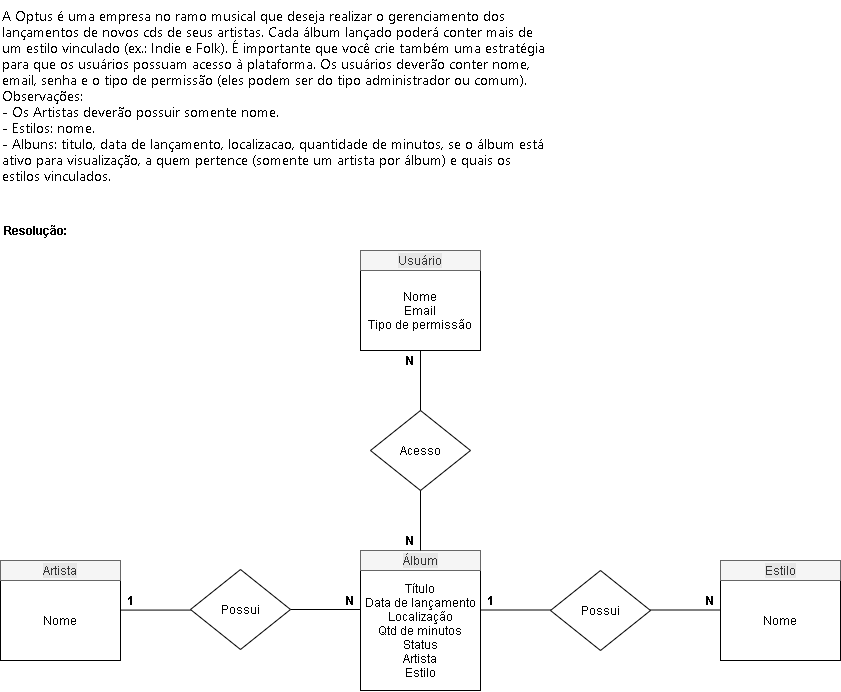 A Optus é uma empresa no ramo musical que deseja realizar o gerenciamento dos
lançamentos de novos cds de seus artistas. Cada álbum lançado poderá conter mais de
um estilo vinculado (ex.: Indie e Folk). É importante que você crie também uma estratégia
para que os usuários possuam acesso à plataforma. Os usuários deverão conter nome,
email, senha e o tipo de permissão (eles podem ser do tipo administrador ou comum).
Observações:
- Os Artistas deverão possuir somente nome.
- Estilos: nome.
- Albuns: titulo, data de lançamento, localizacao, quantidade de minutos, se o álbum está
ativo para visualização, a quem pertence (somente um artista por álbum) e quais os
estilos vinculados.
Resolução:
Usuário
Nome
Email
Tipo de permissão
N
Acesso
N
Artista
Nome
1
Possui
N
Álbum
Título
Data de lançamento
Localização
Qtd de minutos
Status
Artista
Estilo
1
Possui
N
Estilo
Nome